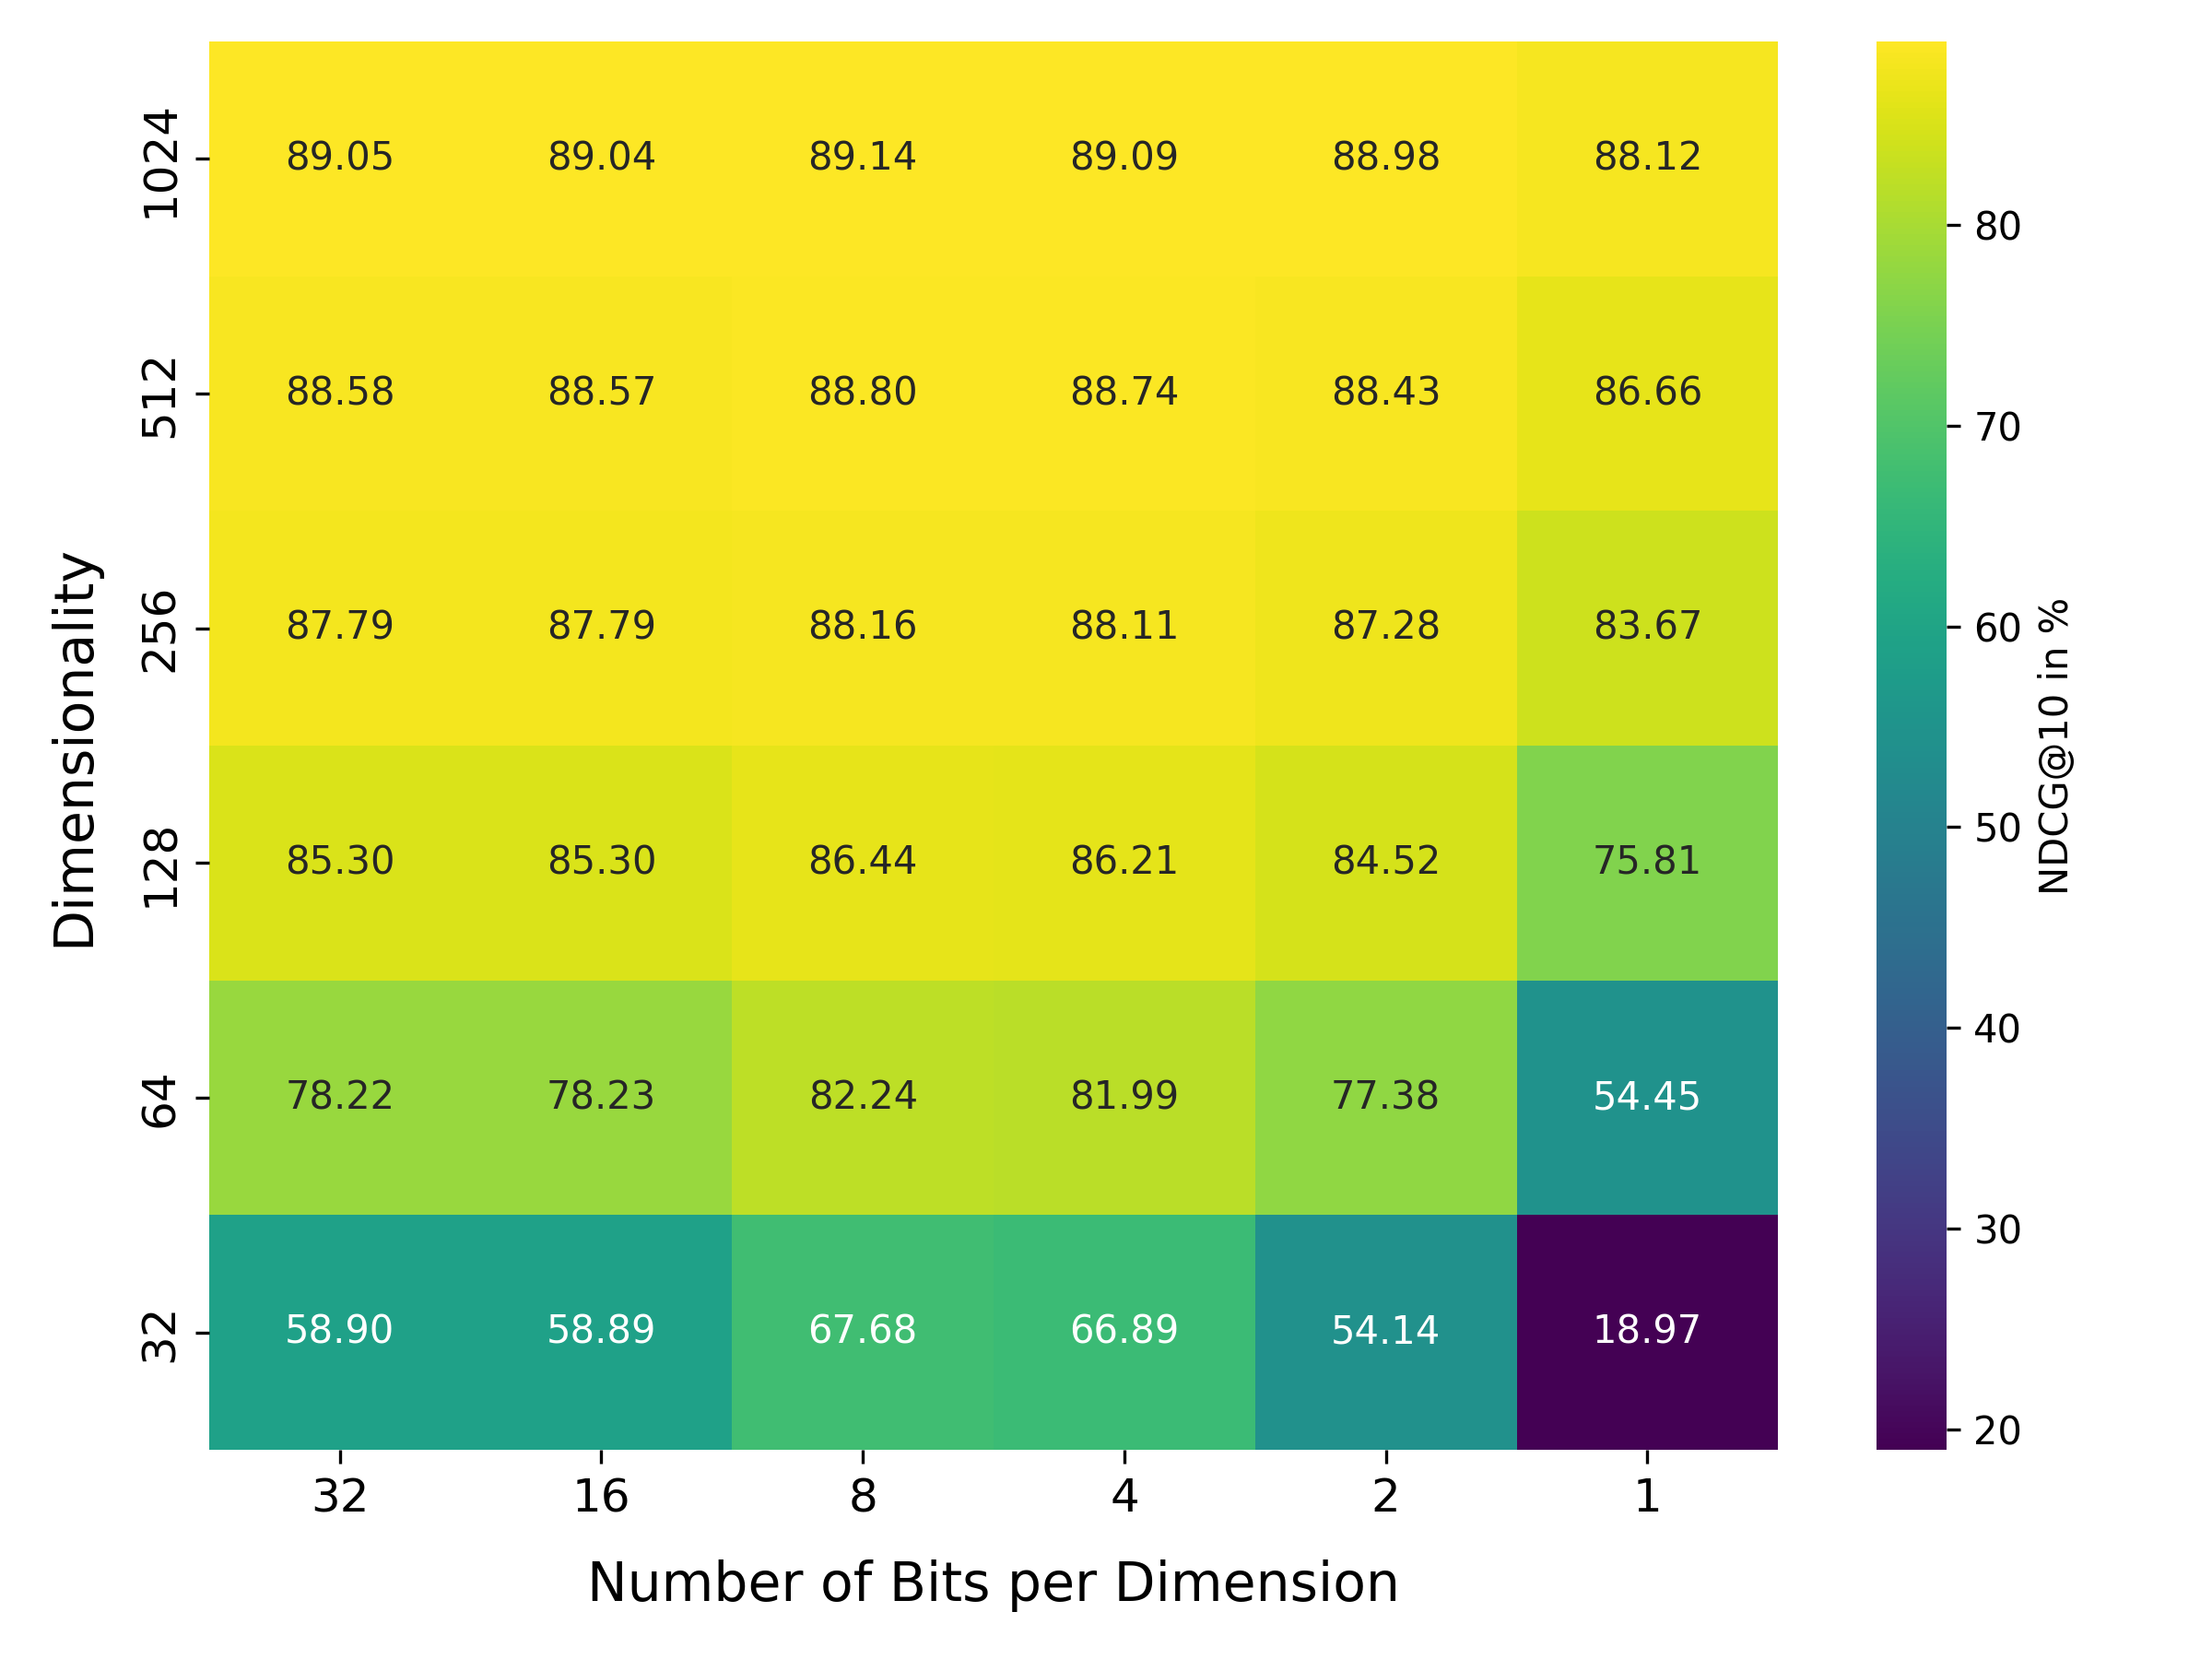 1024 89.05 89.04 89.14 89.09 88.98 88.12
512 88.58 88.57 88.80 88.74 88.43 86.66
256 87.79 87.79 88.16 88.11 87.28 83.67
128 85.30 85.30 86.44 86.21 84.52 75.81
64 78.22 78.23 82.24 81.99 77.38 54.45
32 58.90 58.89 67.68 66.89 54.14 18.97
32 16 8 4 2 1
Number of Bits per Dimension
Dimensionality
80
70
60
50
40
30
20
NDCG@10 in %